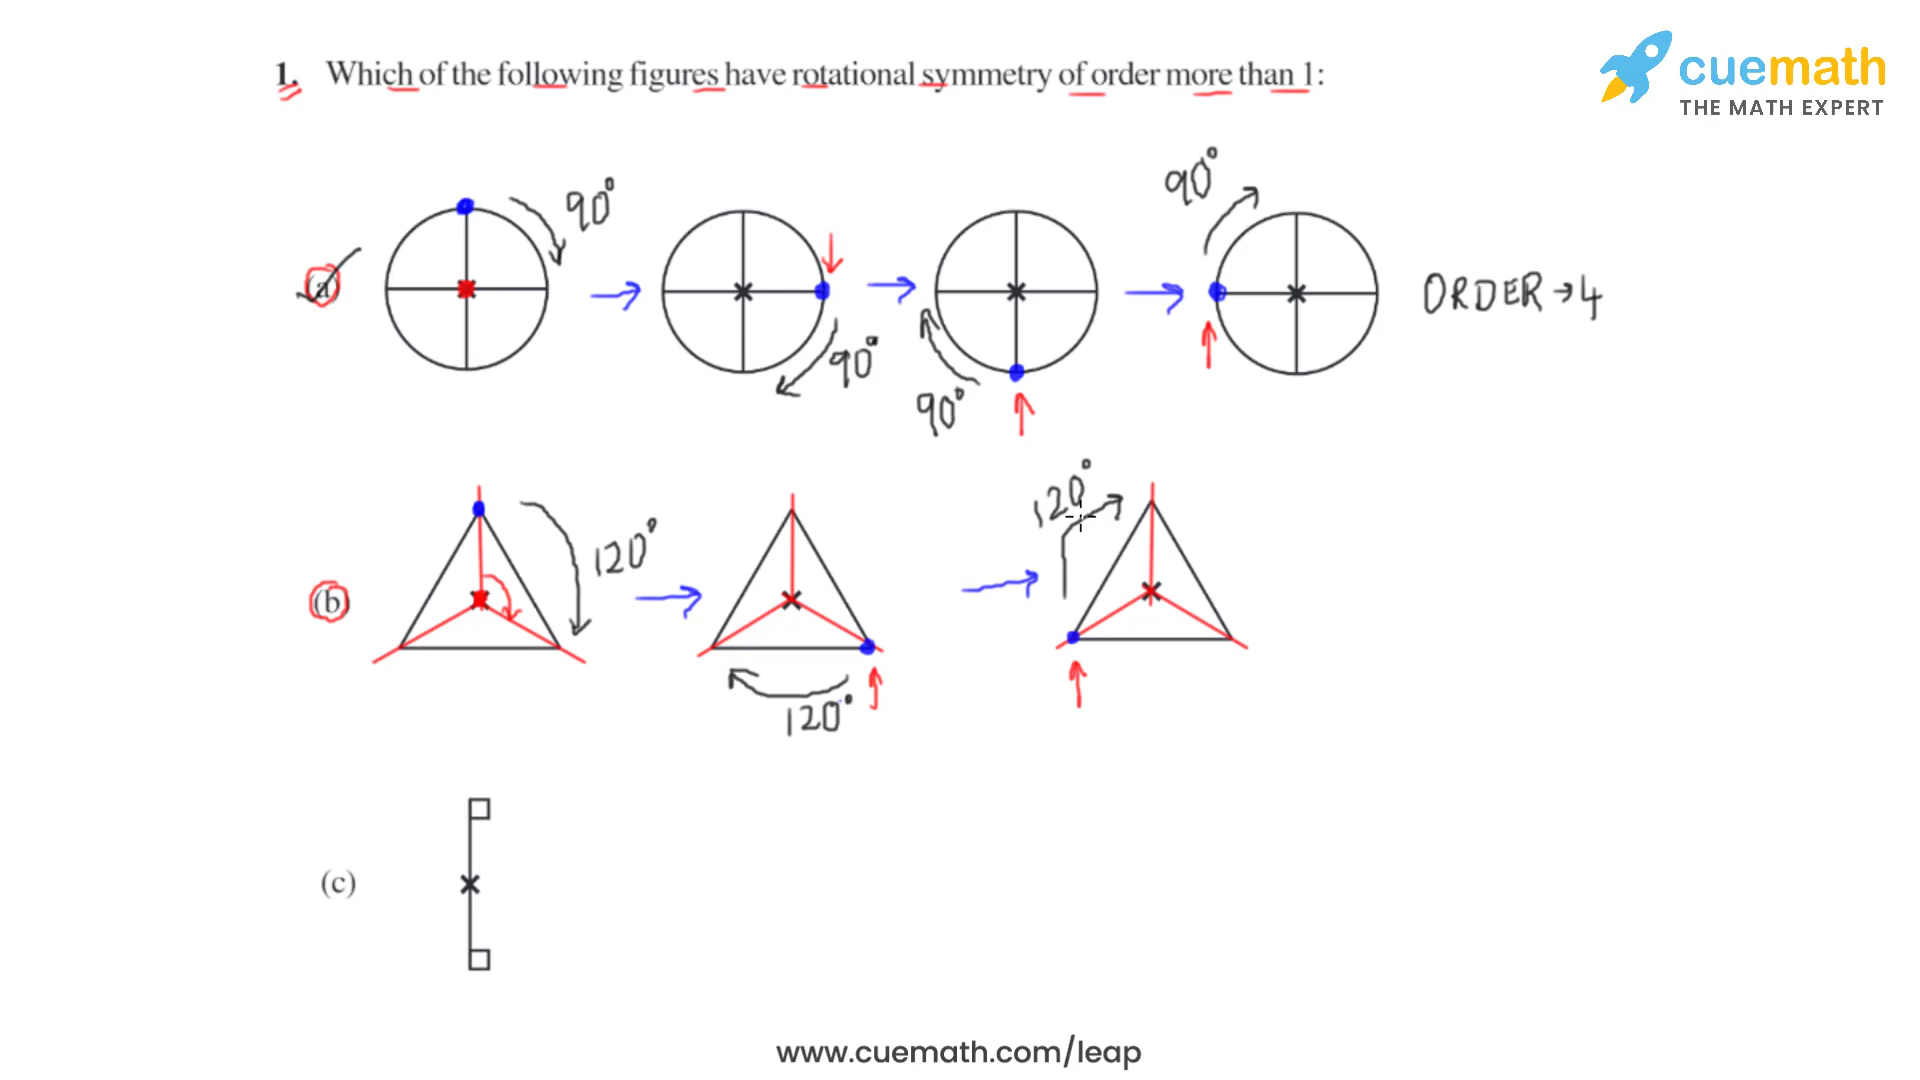 1. Which of the following figures have rotational symmetry of order more than 1:
cuemath
THE MATH EXPERT
(a)
90°
90°
90°
90°
ORDER → 4
(b)
120°
120°
120°
(c)
www.cuemath.com/leap